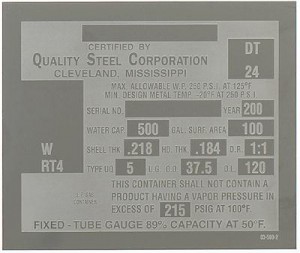 CERTIFIED BY
QUALITY STEEL CORPORATION
CLEVELAND, MISSISSIPPI
DT
24
MAX. ALLOWABLE W.P. 250 P.S.I. AT 125°F
MIN. DESIGN METAL TEMP. -20°F AT 250 P.S.I.
SERIAL NO. YEAR 200
WATER CAP. 500 GAL. SURF. AREA 100
SHELL THK .218 HD. THK. .184 D.R. 1:1
W
RT4
TYPE UG 5 U.G. O.D. 37.5 O.L. 120
THIS CONTAINER SHALL NOT CONTAIN A
PRODUCT HAVING A VAPOR PRESSURE IN
EXCESS OF 215 PSIG AT 100°F.
FIXED - TUBE GAUGE 89% CAPACITY AT 50°F.